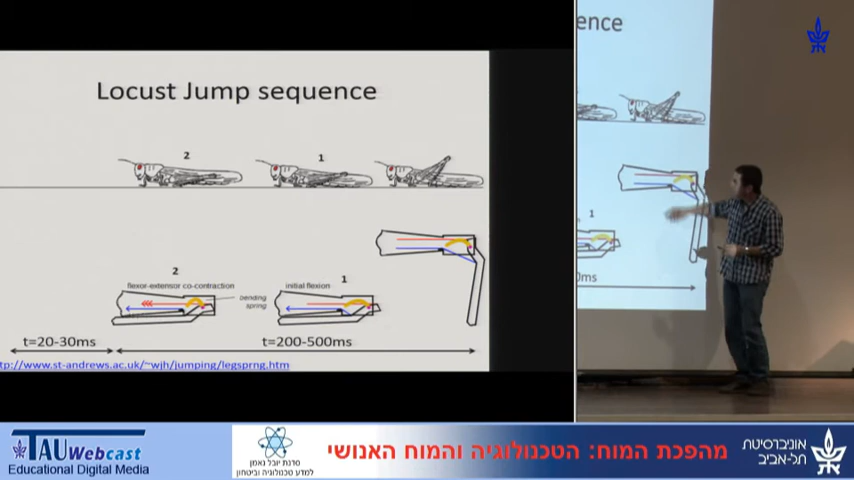 Locust Jump sequence
ence
2
1
2
flexor-extensor co-contraction
bending
spring
initial flexion
1
1
t=20-30ms
t=200-500ms
0ms
tp://www.st-andrews.ac.uk/~wjh/jumping/legsprng.htm
TAU Webcast
Educational Digital Media
סדנת יובל נאמן
למדע טכנולוגיה וביטחון
מהפכת המוח: הטכנולוגיה והמוח האנושי
אוניברסיטת
תל-אביב